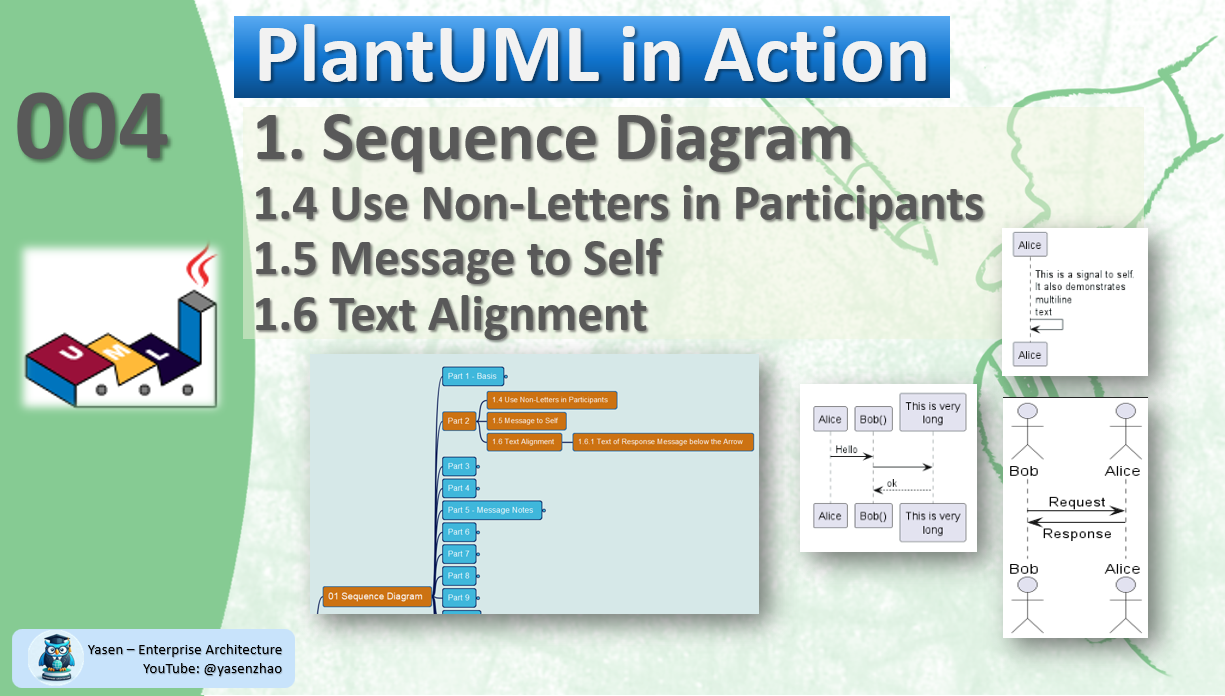 PlantUML in Action
004
1. Sequence Diagram
1.4 Use Non-Letters in Participants
1.5 Message to Self
1.6 Text Alignment
UML
Part 1 - Basis
Part 2
1.4 Use Non-Letters in Participants
1.5 Message to Self
1.6 Text Alignment
1.6.1 Text of Response Message below the Arrow
Part 3
Part 4
Part 5 - Message Notes
Part 6
Part 7
Part 8
Part 9
01 Sequence Diagram
Alice
This is a signal to self.
It also demonstrates
multiline
text
Alice
Alice
Bob()
This is very
long
Hello
ok
Alice
Bob()
This is very
long
Bob
Alice
Request
Response
Bob
Alice
Yasen – Enterprise Architecture
YouTube: @yasenzhao